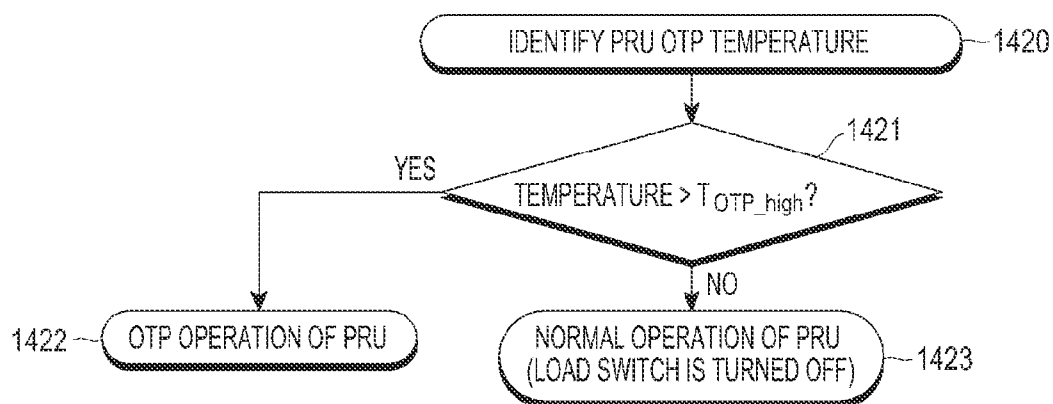 IDENTIFY PRU OTP TEMPERATURE
1420
1421
YES
TEMPERATURE > T OTP_high?
NO
1422
OTP OPERATION OF PRU
NORMAL OPERATION OF PRU
(LOAD SWITCH IS TURNED OFF)
1423